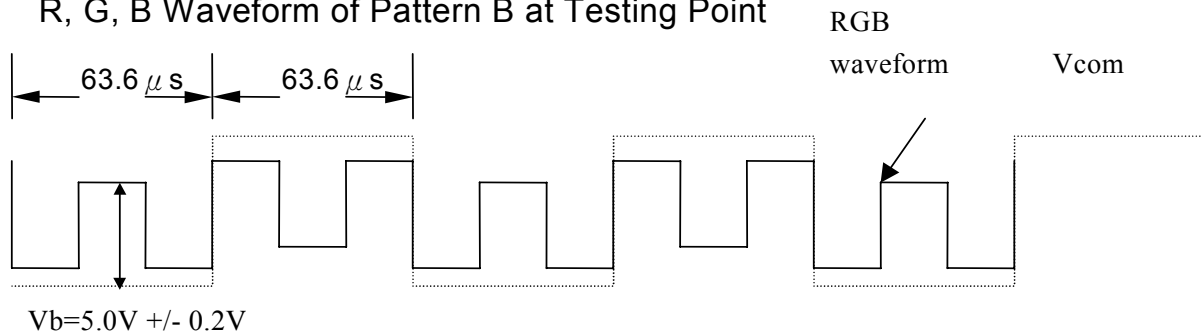 R, G, B Waveform of Pattern B at Testing Point
RGB
waveform
Vcom
63.6 μ s
63.6 μ s
Vb=5.0V +/- 0.2V